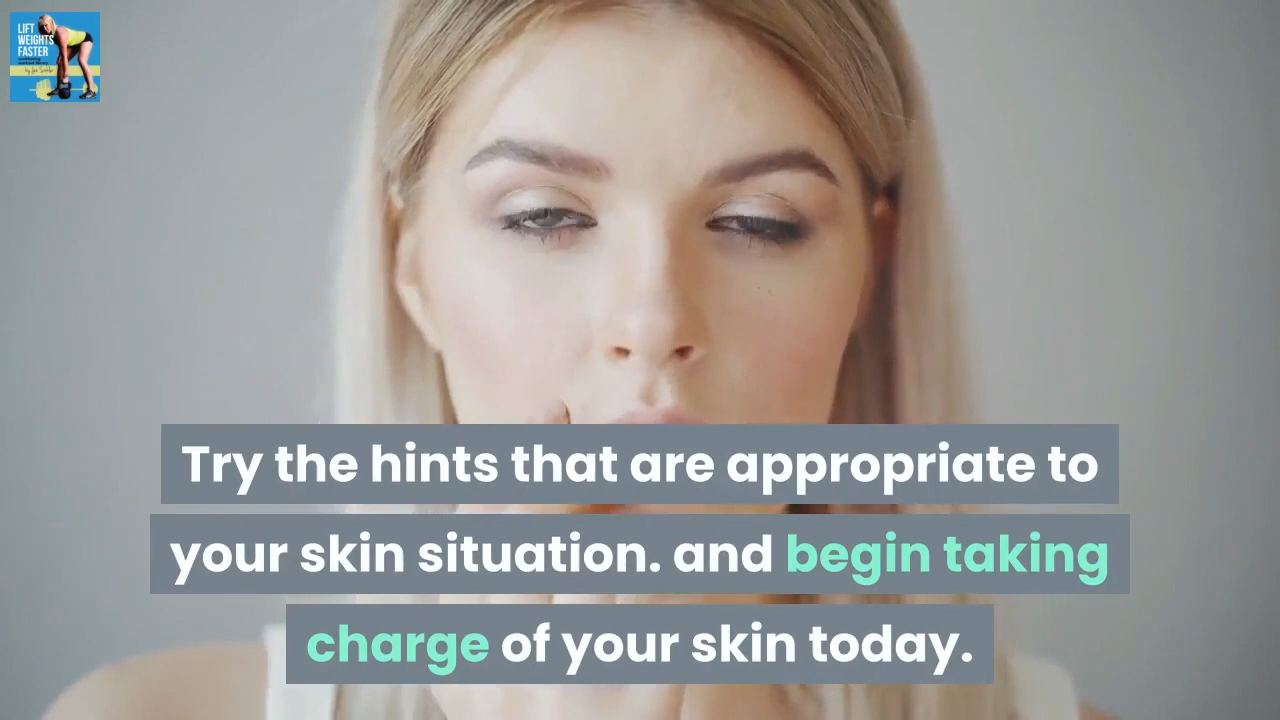 LIFT
WEIGHTS
FASTER
Try the hints that are appropriate to
your skin situation. and begin taking
charge of your skin today.